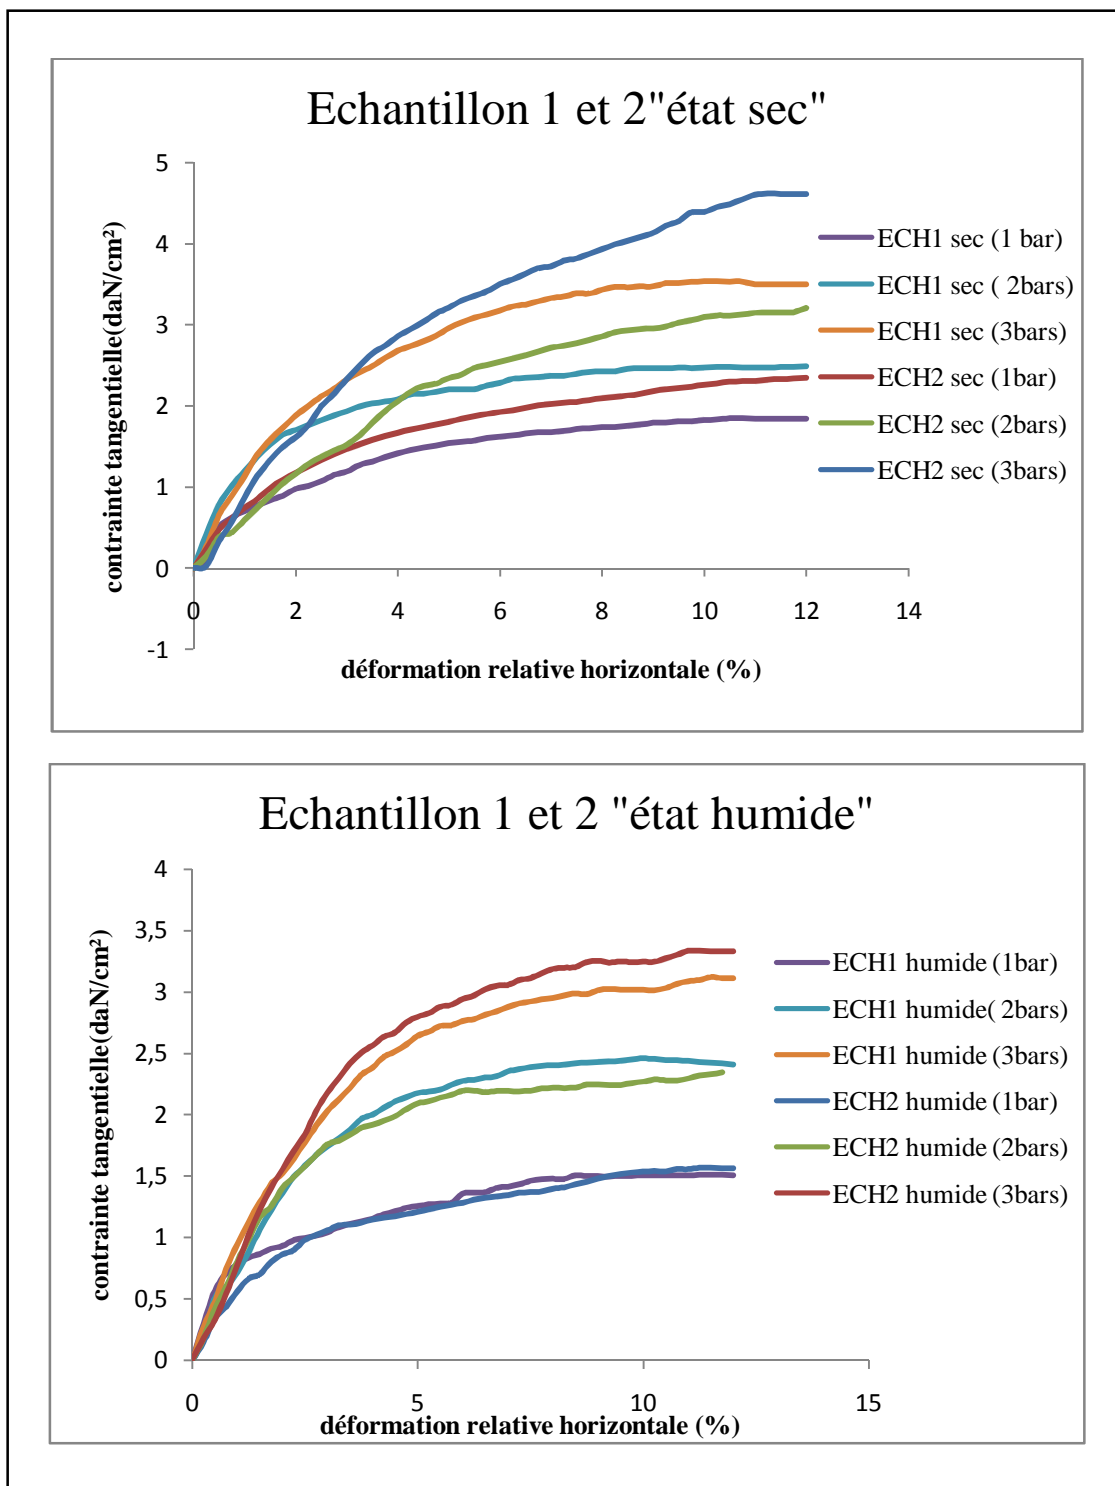 Echantillon 1 et 2"état sec"
contrainte tangentielle(daN/cm²)
5
4
3
2
1
0
-1
0 2 4 6 8 10 12 14
déformation relative horizontale (%)
ECH1 sec (1 bar)
ECH1 sec ( 2bars)
ECH1 sec (3bars)
ECH2 sec (1bar)
ECH2 sec (2bars)
ECH2 sec (3bars)
Echantillon 1 et 2 "état humide"
contrainte tangentielle(daN/cm²)
4
3,5
3
2,5
2
1,5
1
0,5
0
0 5 10 15
déformation relative horizontale (%)
ECH1 humide (1bar)
ECH1 humide( 2bars)
ECH1 humide (3bars)
ECH2 humide (1bar)
ECH2 humide (2bars)
ECH2 humide (3bars)